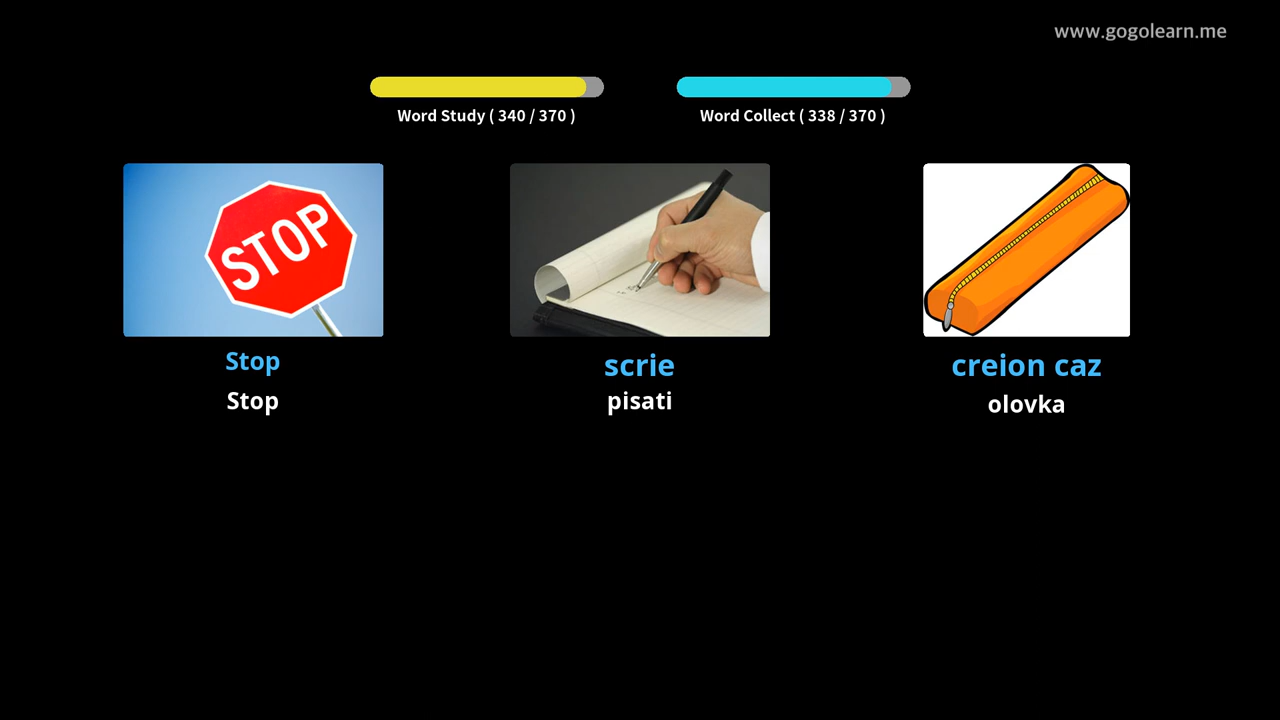 www.gogolearn.me
Word Study ( 340 / 370 )
Word Collect ( 338 / 370 )
STOP
Stop
Stop
scrie
pisati
creion caz
olovka